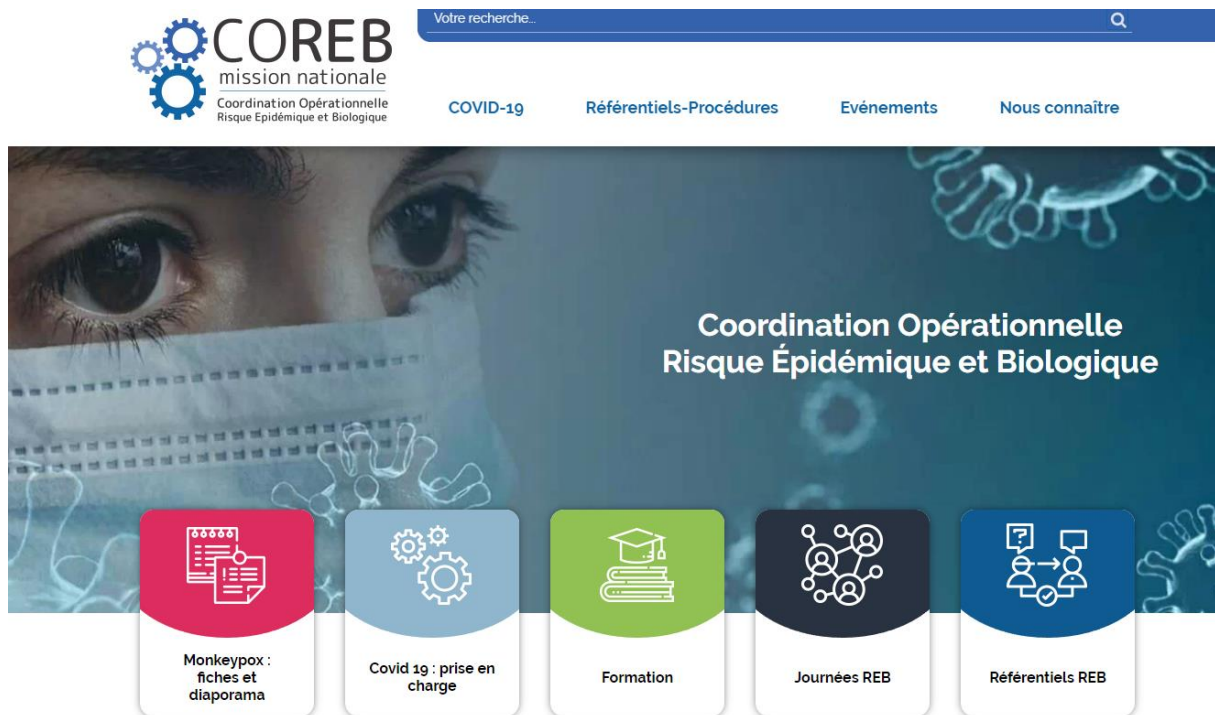 Votre recherche...
COREB
mission nationale
Coordination Opérationnelle
Risque Epidémique et Biologique
COVID-19
Référentiels-Procédures
Evénements
Nous connaître
Coordination Opérationnelle
Risque Épidémique et Biologique
?
Monkeypox :
fiches et
diaporama
Covid 19 : prise en
charge
Formation
Journées REB
Référentiels REB